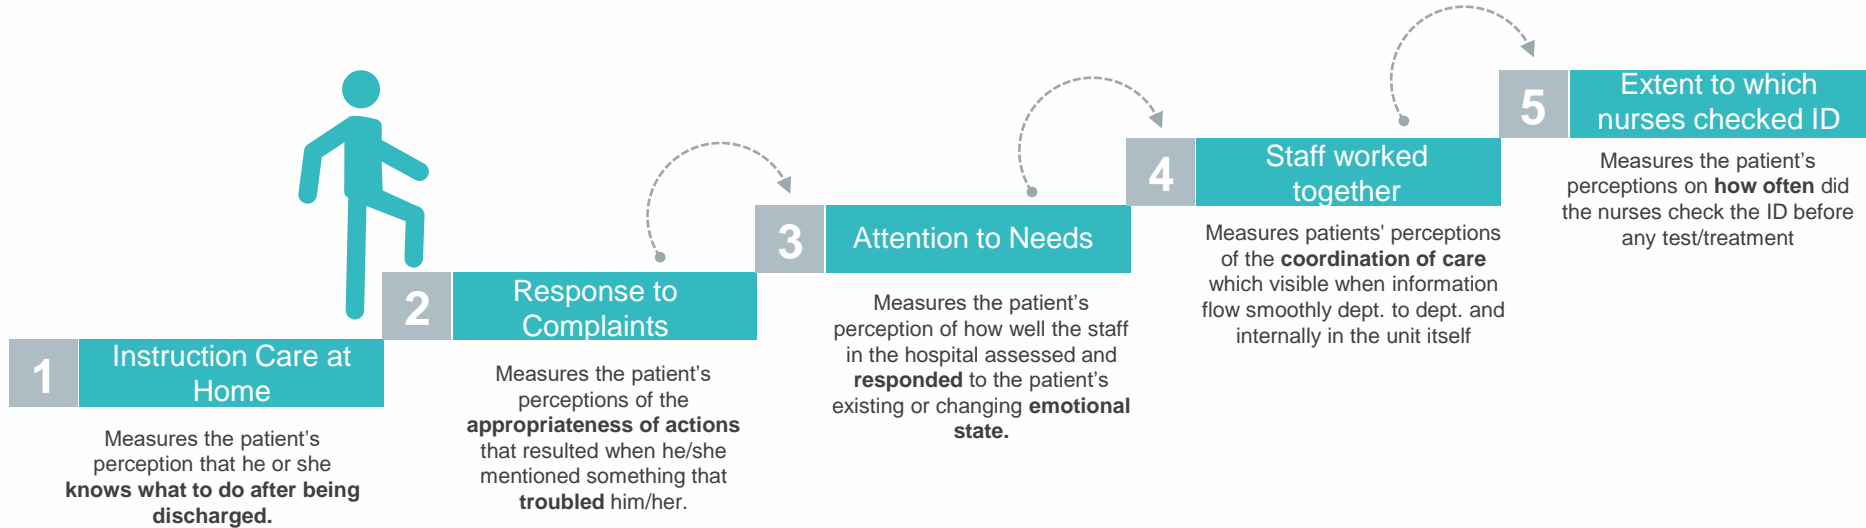 1
Instruction Care at
Home
Measures the patient's
perception that he or she
knows what to do after being
discharged.
2
Response to
Complaints
Measures the patient's
perceptions of the
appropriateness of actions
that resulted when he/she
mentioned something that
troubled him/her.
3
Attention to Needs
Measures the patient's
perception of how well the staff
in the hospital assessed and
responded to the patient's
existing or changing emotional
state.
4
Staff worked
together
Measures patients' perceptions
of the coordination of care
which visible when information
flow smoothly dept. to dept. and
internally in the unit itself
5
Extent to which
nurses checked ID
Measures the patient's
perceptions on how often did
the nurses check the ID before
any test/treatment